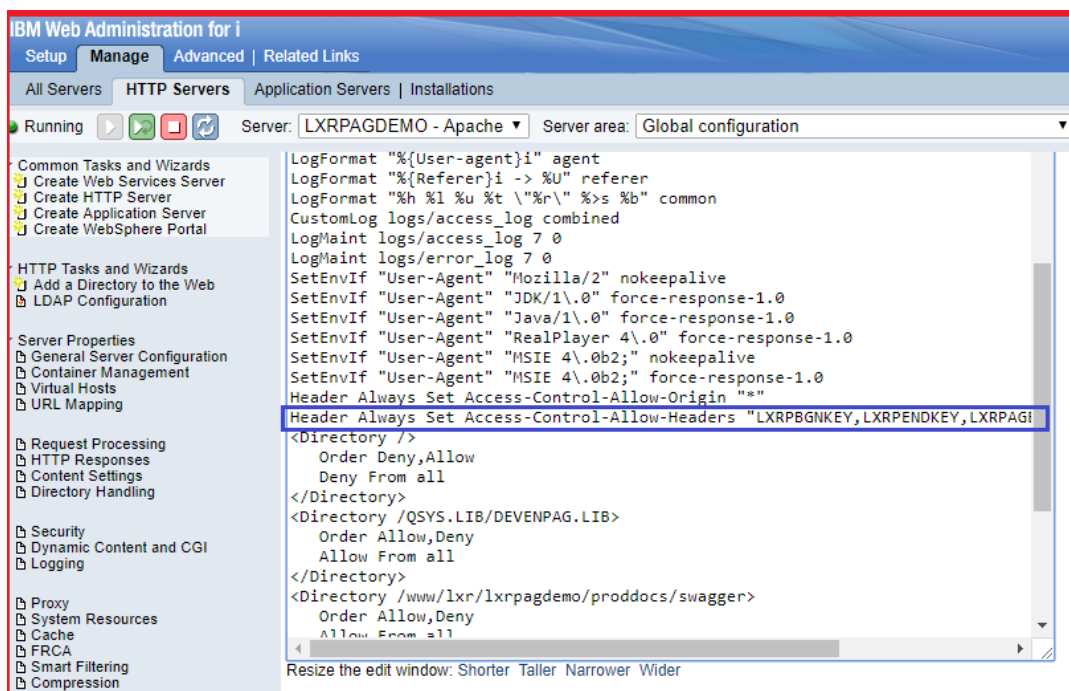 IBM Web Administration for i
Setup Manage Advanced | Related Links
All Servers HTTP Servers Application Servers | Installations
Running Server: LXRPAGDEMO - Apache Server area: Global configuration
Common Tasks and Wizards
Create Web Services Server
Create HTTP Server
Create Application Server
Create WebSphere Portal
HTTP Tasks and Wizards
Add a Directory to the Web
LDAP Configuration
Server Properties
General Server Configuration
Container Management
Virtual Hosts
URL Mapping
Request Processing
HTTP Responses
Content Settings
Directory Handling
Security
Dynamic Content and CGI
Logging
Proxy
System Resources
Cache
FRCA
Smart Filtering
Compression
LogFormat "%{User-agent}i" agent
LogFormat "%{Referer}i -> %U" referer
LogFormat "%h %l %u %t \"%r\" %>s %b" common
CustomLog logs/access_log combined
LogMaint logs/access_log 7 0
LogMaint logs/error_log 7 0
SetEnvIf "User-Agent" "Mozilla/2" nokeepalive
SetEnvIf "User-Agent" "JDK/1\.0" force-response-1.0
SetEnvIf "User-Agent" "Java/1\.0" force-response-1.0
SetEnvIf "User-Agent" "RealPlayer 4\.0" force-response-1.0
SetEnvIf "User-Agent" "MSIE 4\.0b2;" nokeepalive
SetEnvIf "User-Agent" "MSIE 4\.0b2;" force-response-1.0
Header Always Set Access-Control-Allow-Origin "*"
Header Always Set Access-Control-Allow-Headers "LXRPBGNKEY,LXRPENDKEY,LXRPAGE
<Directory />
Order Deny,Allow
Deny From all
</Directory>
<Directory /QSYS.LIB/DEVENPAG.LIB>
Order Allow,Deny
Allow From all
</Directory>
<Directory /www/lxr/lxrpagdemo/proddocs/swagger>
Order Allow,Deny
Allow From all
Resize the edit window: Shorter Taller Narrower Wider